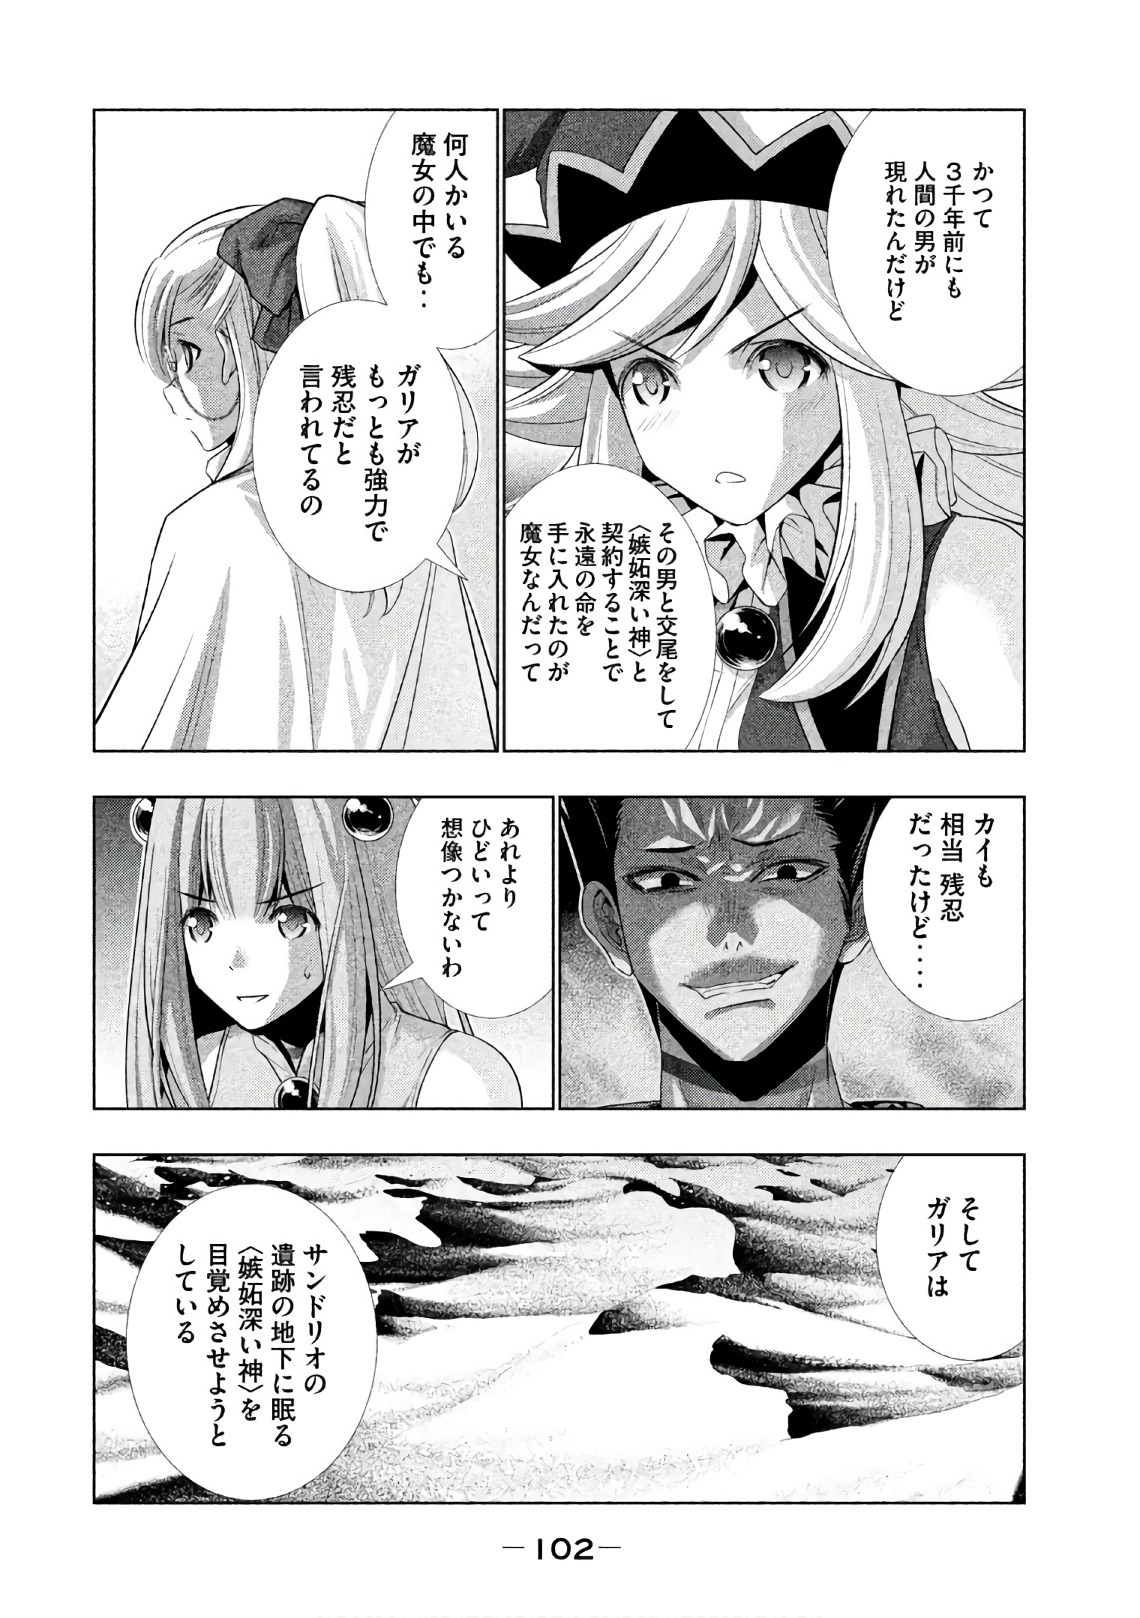 かつて
３千年前にも
人間の男が
現れたんだけど
その男と交尾をして
〈嫉妬深い神〉と
契約することで
永遠の命を
手に入れたのが
魔女なんだって
何人かいる
魔女の中でも‥
ガリアが
もっとも強力で
残忍だと
言われてるの
カイも
相当 残忍
だったけど‥‥
あれより
ひどいって
想像つかないわ
そして
ガリアは
サンドリオの
遺跡の地下に眠る
〈嫉妬深い神〉を
目覚めさせようと
している
－102－